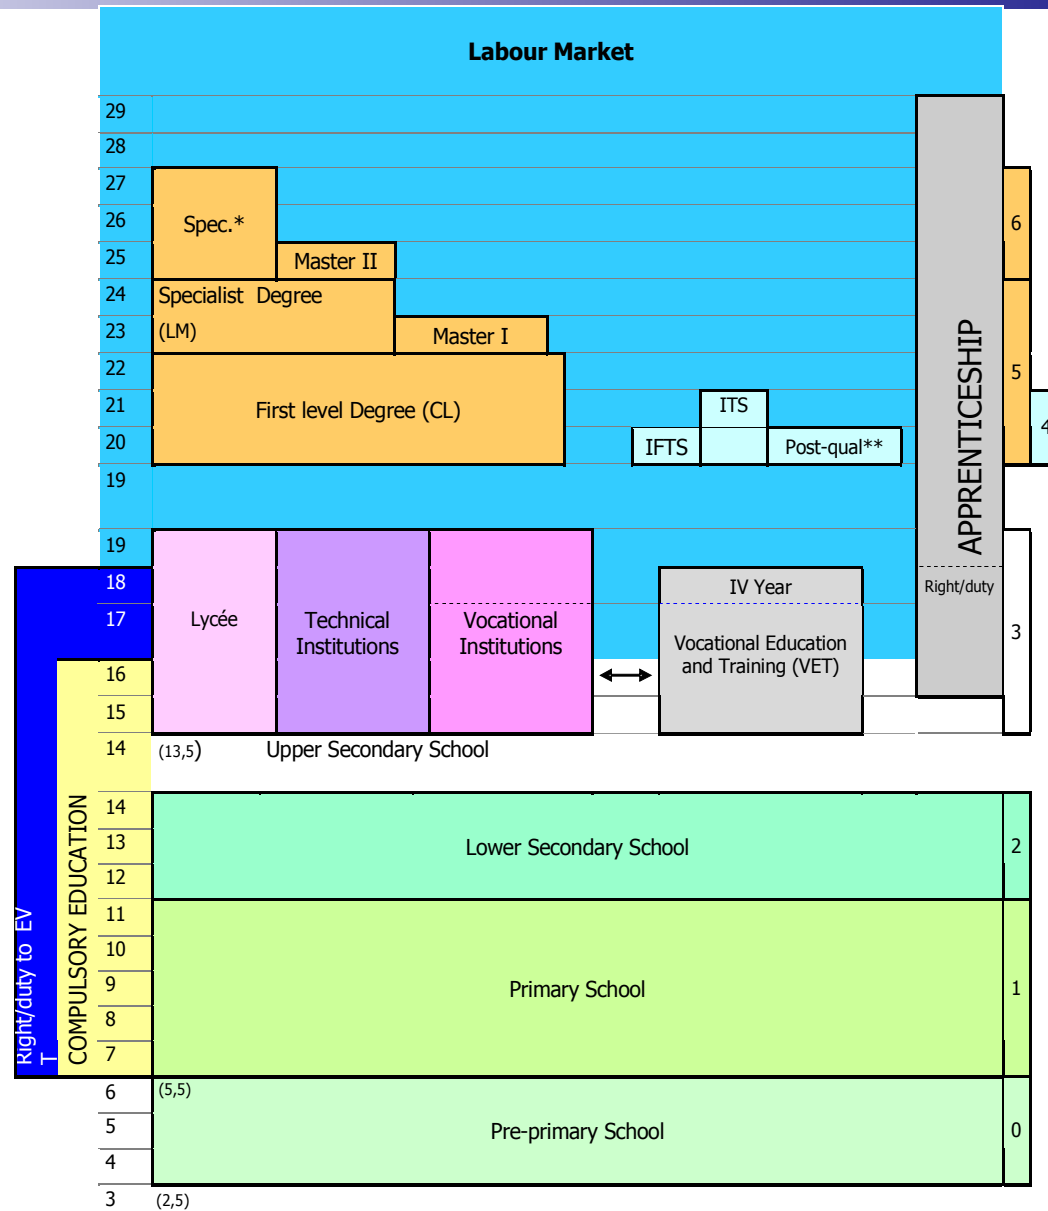 Labour Market
29
28
27
26
Spec.*
6
25
Master II
24
Specialist Degree
23
(LM)
Master I
22
5
21
First level Degree (CL)
ITS
4
20
IFTS
Post-qual**
19
APPRENTICESHIP
19
18
IV Year
Right/duty
17
Lycée
Technical
Institutions
Vocational
Institutions
Vocational Education
and Training (VET)
3
16
15
14
(13,5)
Upper Secondary School
14
13
Lower Secondary School
2
12
11
10
9
Primary School
1
8
7
COMPULSORY EDUCATION
Right/duty to EV
T
6
(5,5)
5
Pre-primary School
0
4
3
(2,5)